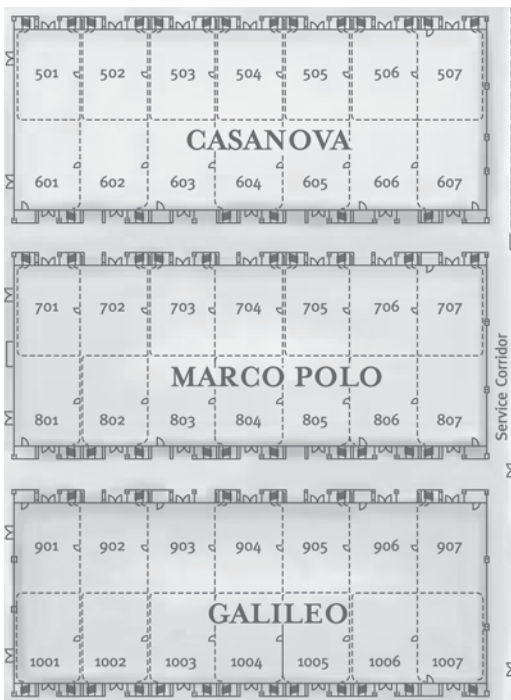 501 502 503 504 505 506 507
CASANOVA
601 602 603 604 605 606 607
701 702 703 704 705 706 707
MARCO POLO
801 802 803 804 805 806 807
Service Corridor
901 902 903 904 905 906 907
GALILEO
1001 1002 1003 1004 1005 1006 1007